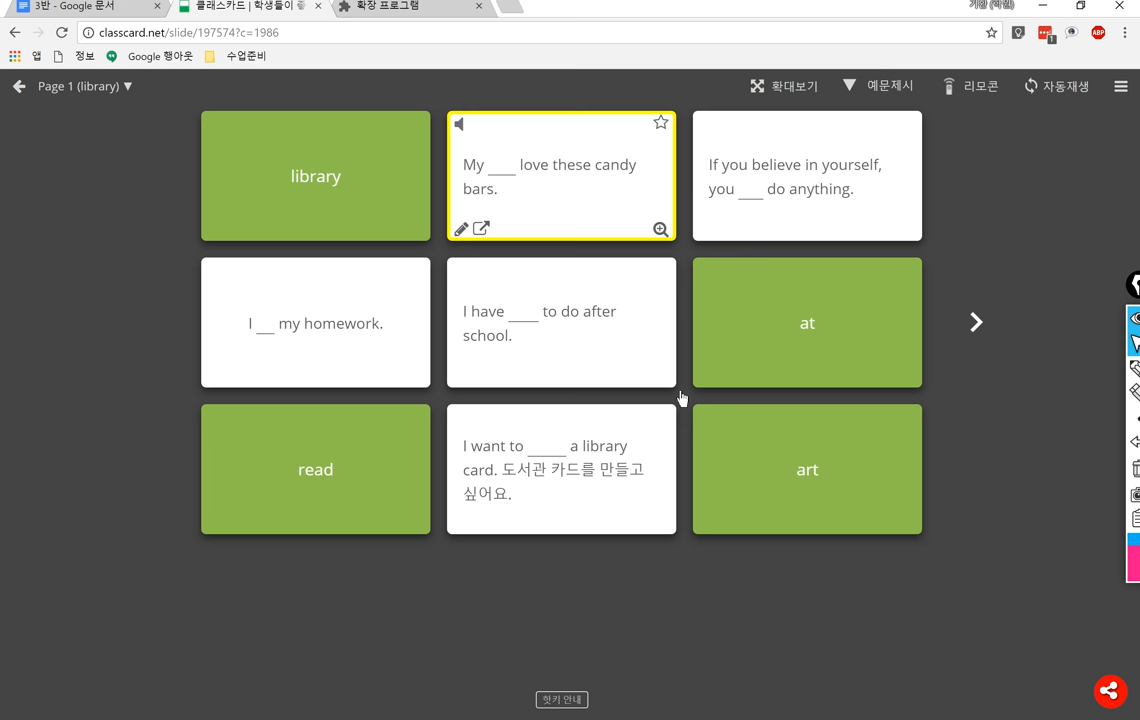 3반 - Google 문서
클래스카드 | 학생들이 좋
확장 프로그램
classcard.net/slide/197574?c=1986
1
ABP
앱
정보
Google 행아웃
수업준비
Page 1 (library) ▼
확대보기
예문제시
리모콘
자동재생
library
My ___ love these candy
bars.
If you believe in yourself,
you ___ do anything.
I __ my homework.
I have ____ to do after
school.
at
read
I want to _____ a library
card. 도서관 카드를 만들고
싶어요.
art
핫키 안내